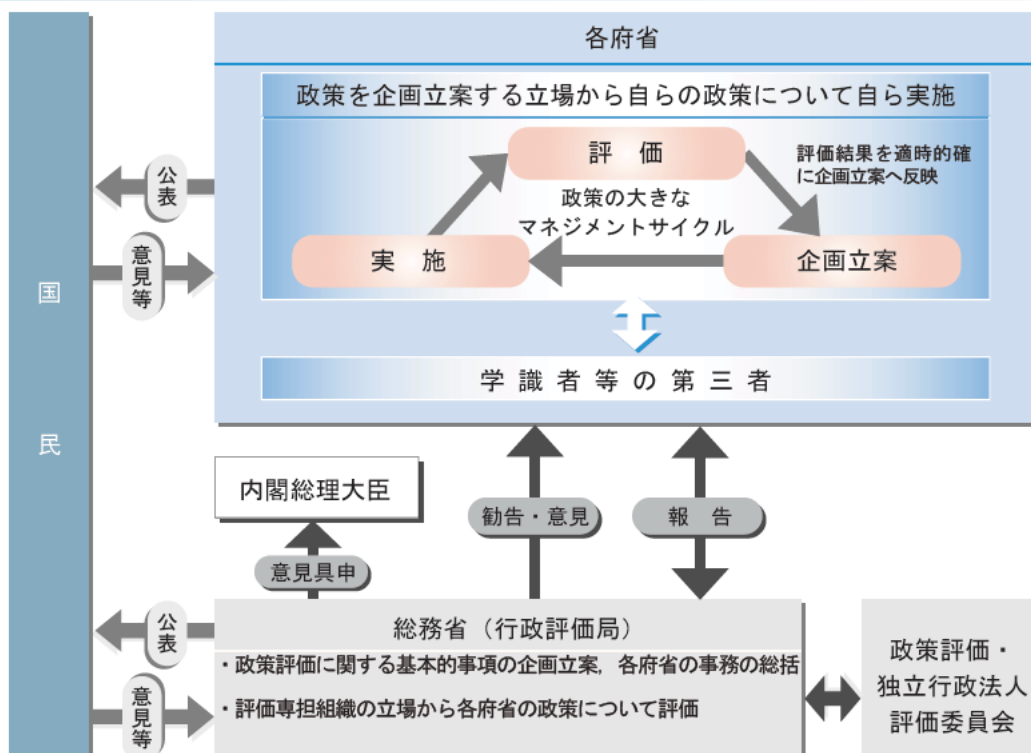 各府省
政策を企画立案する立場から自らの政策について自ら実施
評価
評価結果を適時的確
に企画立案へ反映
政策の大きな
マネジメントサイクル
実施
企画立案
公表
意見等
国民
学識者等の第三者
内閣総理大臣
勧告・意見
報告
意見具申
公表
意見等
総務省（行政評価局）
・政策評価に関する基本的事項の企画立案，各府省の事務の総括
・評価専担組織の立場から各府省の政策について評価
政策評価・
独立行政法人
評価委員会